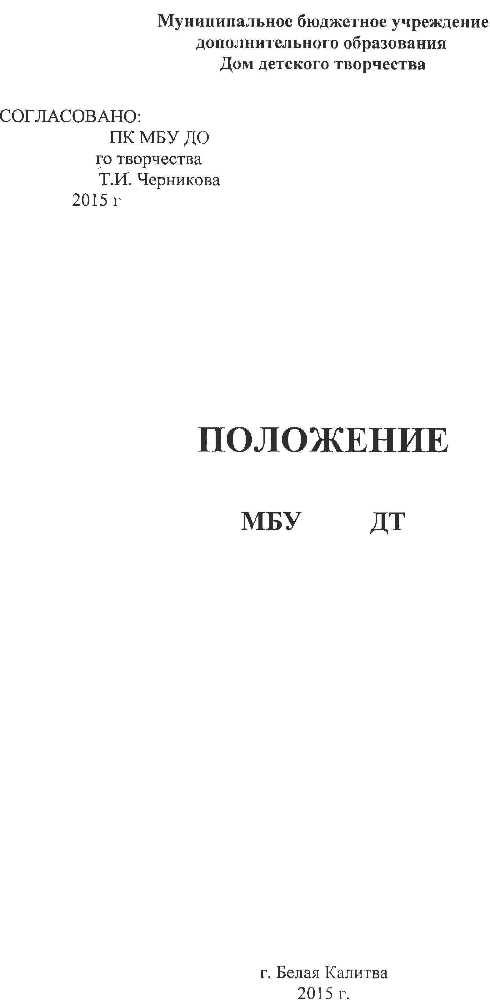 Муниципальное бюджетное учреждение
дополнительного образования
Дом детского творчества
СОГЛАСОВАНО:
ПК МБУ ДО
го творчества
Т.И. Черникова
2015 г
ПОЛОЖЕНИЕ
МБУ ДТ
г. Белая Калитва
2015 г.